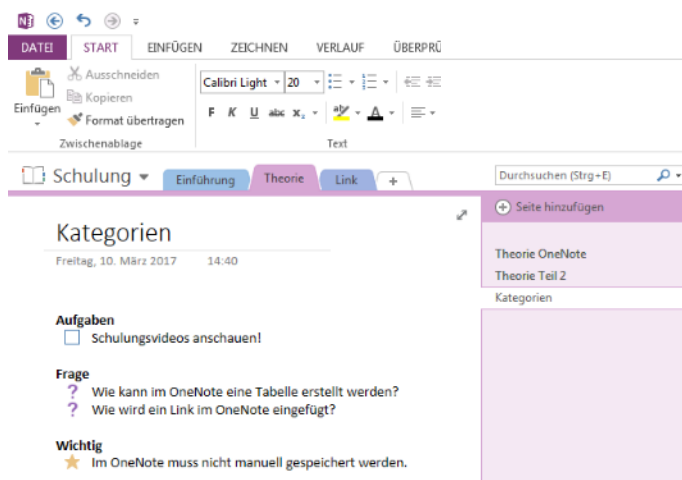 N
DATEI START EINFÜGEN ZEICHNEN VERLAUF ÜBERPRÜ
Ausschneiden
Kopieren
Format übertragen
Einfügen
Zwischenablage
Calibri Light 20
F K U abc x₂ aby A
Text
Schulung Einführung Theorie Link + Durchsuchen (Strg+E)
Seite hinzufügen
Kategorien
Freitag, 10. März 2017 14:40
Theorie OneNote
Theorie Teil 2
Kategorien
Aufgaben
Schulungsvideos anschauen!
Frage
? Wie kann im OneNote eine Tabelle erstellt werden?
? Wie wird ein Link im OneNote eingefügt?
Wichtig
Im OneNote muss nicht manuell gespeichert werden.